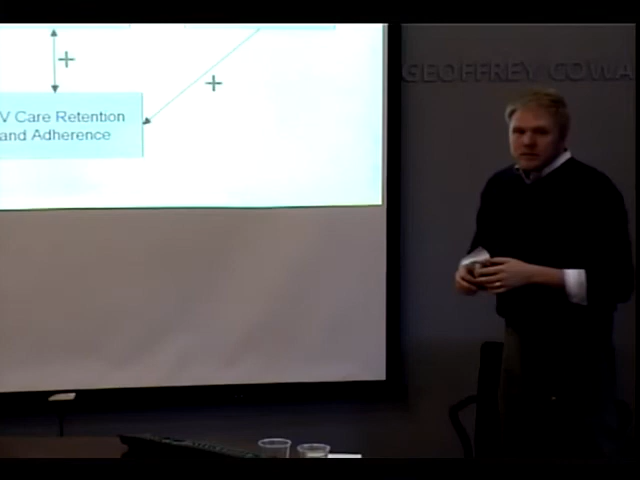 +
+
V Care Retention
and Adherence
GEOFFREY COWA